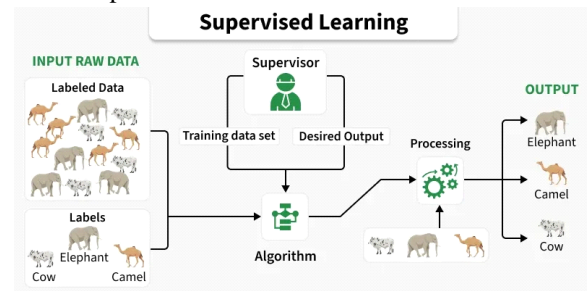 Supervised Learning
INPUT RAW DATA
Labeled Data
Labels
Elephant
Cow
Camel
Supervisor
Training data set
Desired Output
Algorithm
Processing
OUTPUT
Elephant
Camel
Cow